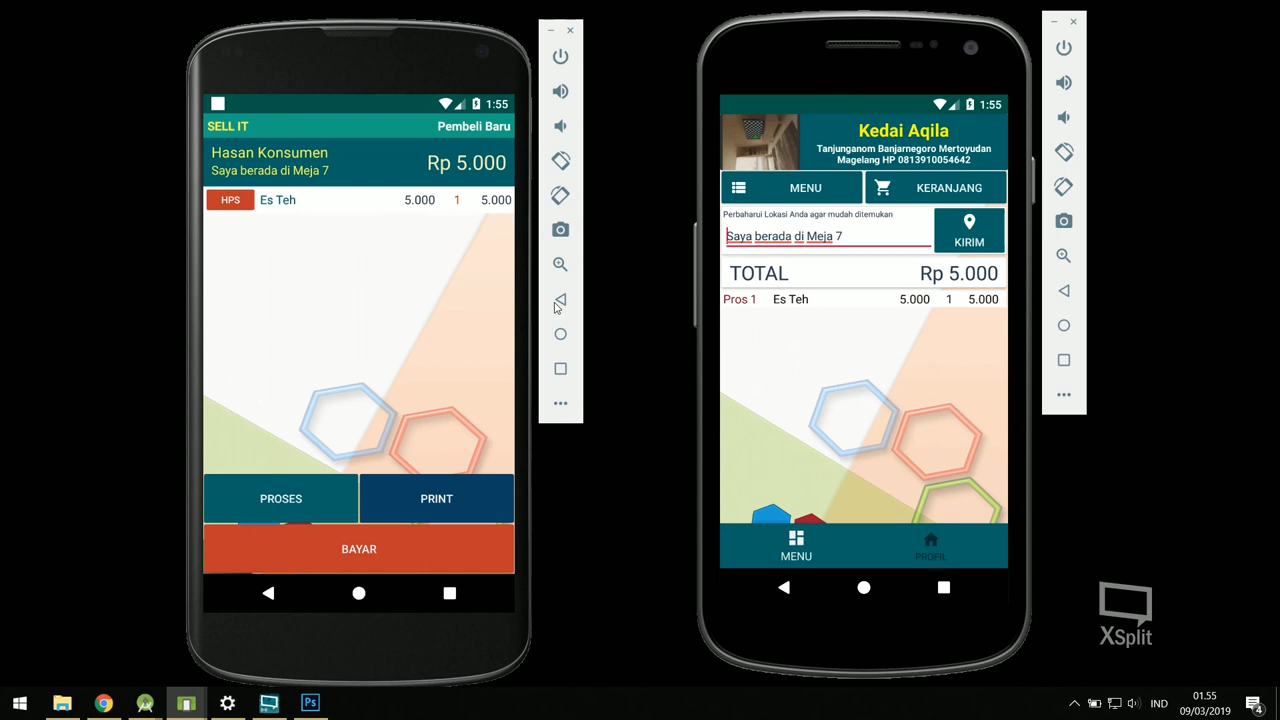 1:55
SELL IT
Pembeli Baru
Hasan Konsumen
Rp 5.000
Saya berada di Meja 7
HPS Es Teh 5.000 1 5.000
PROSES
PRINT
BAYAR
1:55
Kedai Aqila
Tanjunganom Banjarnegero Mertoyudan
Magelang HP 0813910054642
MENU
KERANJANG
Perbaharui Lokasi Anda agar mudah ditemukan
Saya berada di Meja 7
KIRIM
TOTAL Rp 5.000
Pros 1 Es Teh 5.000 1 5.000
MENU
PROFIL
XSplit
Ps
IND
01.55
09/03/2019
4